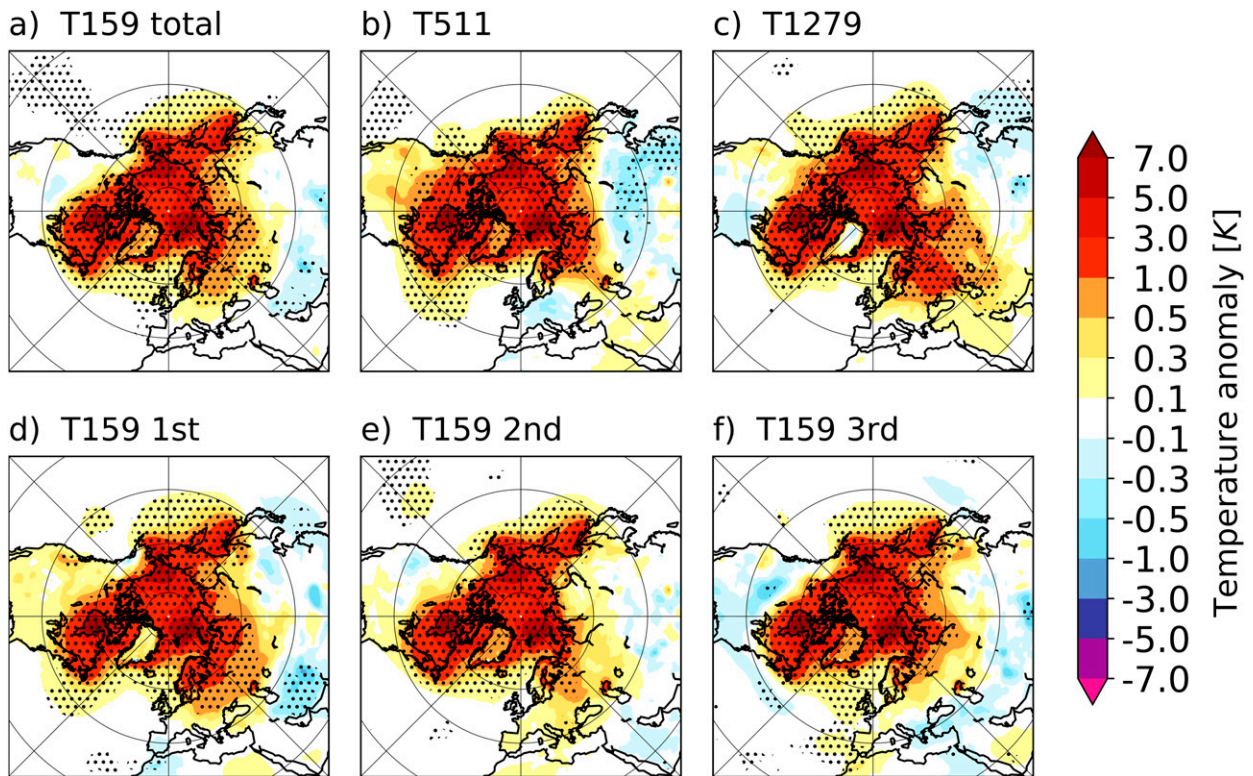 a) T159 total
b) T511
c) T1279
d) T159 1st
e) T159 2nd
f) T159 3rd
7.0
5.0
3.0
1.0
0.5
0.3
0.1
-0.1
-0.3
-0.5
-1.0
-3.0
-5.0
-7.0
Temperature anomaly [K]